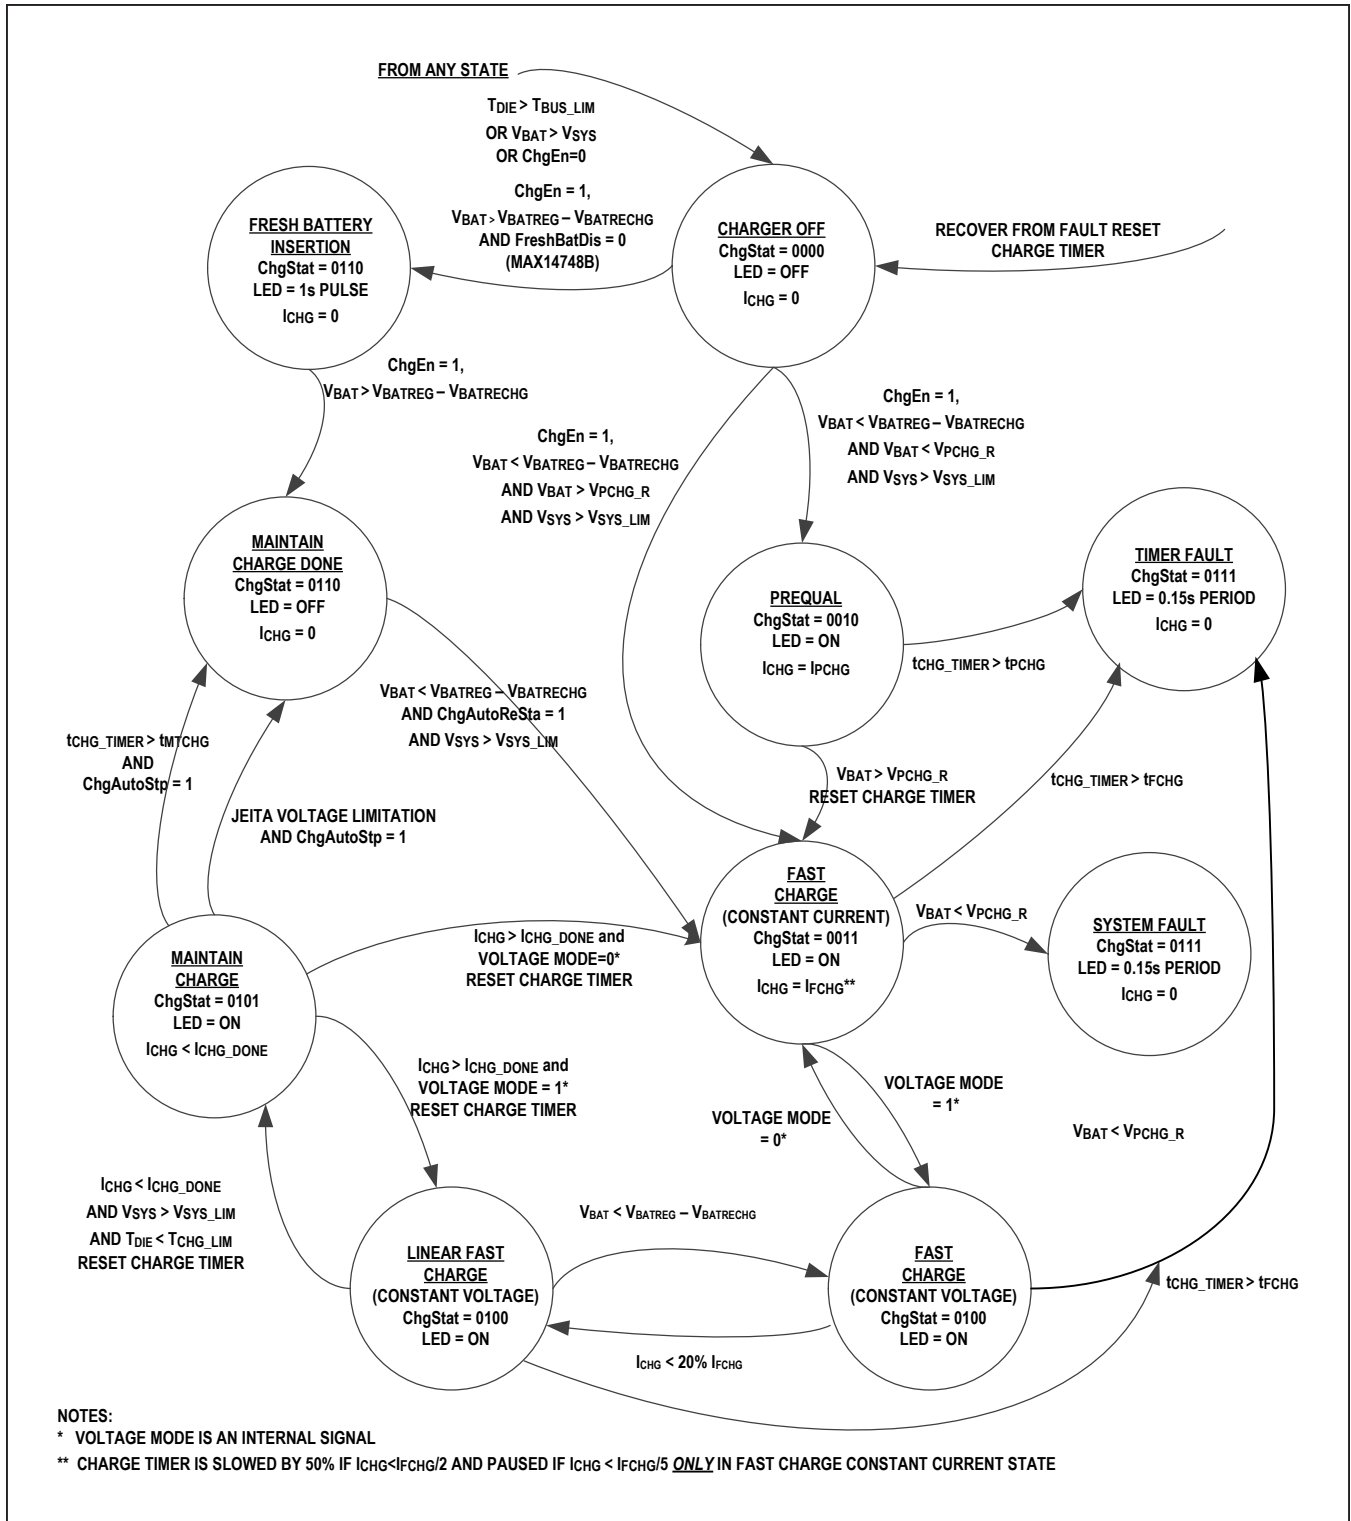 FROM ANY STATE
TDIE > TBUS_LIM
OR VBAT > VSYS
OR ChgEn=0
ChgEn = 1,
VBAT > VBATREG – VBATRECHG
AND FreshBatDis = 0
(MAX14748B)
FRESH BATTERY
INSERTION
ChgStat = 0110
LED = 1s PULSE
ICHG = 0
CHARGER OFF
ChgStat = 0000
LED = OFF
ICHG = 0
RECOVER FROM FAULT RESET
CHARGE TIMER
ChgEn = 1,
VBAT > VBATREG – VBATRECHG
ChgEn = 1,
VBAT < VBATREG – VBATRECHG
AND VBAT > VPCHG_R
AND VSYS > VSYS_LIM
ChgEn = 1,
VBAT < VBATREG – VBATRECHG
AND VBAT < VPCHG_R
AND VSYS > VSYS_LIM
MAINTAIN
CHARGE DONE
ChgStat = 0110
LED = OFF
ICHG = 0
PREQUAL
ChgStat = 0010
LED = ON
ICHG = IPCHG
TIMER FAULT
ChgStat = 0111
LED = 0.15s PERIOD
ICHG = 0
tCHG_TIMER > tPCHG
VBAT < VBATREG – VBATRECHG
AND ChgAutoReSta = 1
AND VSYS > VSYS_LIM
tCHG_TIMER > tMTCHG
AND
ChgAutoStp = 1
VBAT > VPCHG_R
RESET CHARGE TIMER
tCHG_TIMER > tFCHG
JEITA VOLTAGE LIMITATION
AND ChgAutoStp = 1
FAST
CHARGE
(CONSTANT CURRENT)
ChgStat = 0011
LED = ON
ICHG = IFCHG**
VBAT < VPCHG_R
SYSTEM FAULT
ChgStat = 0111
LED = 0.15s PERIOD
ICHG = 0
MAINTAIN
CHARGE
ChgStat = 0101
LED = ON
ICHG < ICHG_DONE
ICHG > ICHG_DONE and
VOLTAGE MODE=0*
RESET CHARGE TIMER
ICHG > ICHG_DONE and
VOLTAGE MODE = 1*
RESET CHARGE TIMER
VOLTAGE MODE
= 0*
VOLTAGE MODE
= 1*
VBAT < VPCHG_R
ICHG < ICHG_DONE
AND VSYS > VSYS_LIM
AND TDIE < TCHG_LIM
RESET CHARGE TIMER
VBAT < VBATREG – VBATRECHG
LINEAR FAST
CHARGE
(CONSTANT VOLTAGE)
ChgStat = 0100
LED = ON
FAST
CHARGE
(CONSTANT VOLTAGE)
ChgStat = 0100
LED = ON
tCHG_TIMER > tFCHG
ICHG < 20% IFCHG
NOTES:
* VOLTAGE MODE IS AN INTERNAL SIGNAL
** CHARGE TIMER IS SLOWED BY 50% IF ICHG<IFCHG/2 AND PAUSED IF ICHG < IFCHG/5 ONLY IN FAST CHARGE CONSTANT CURRENT STATE